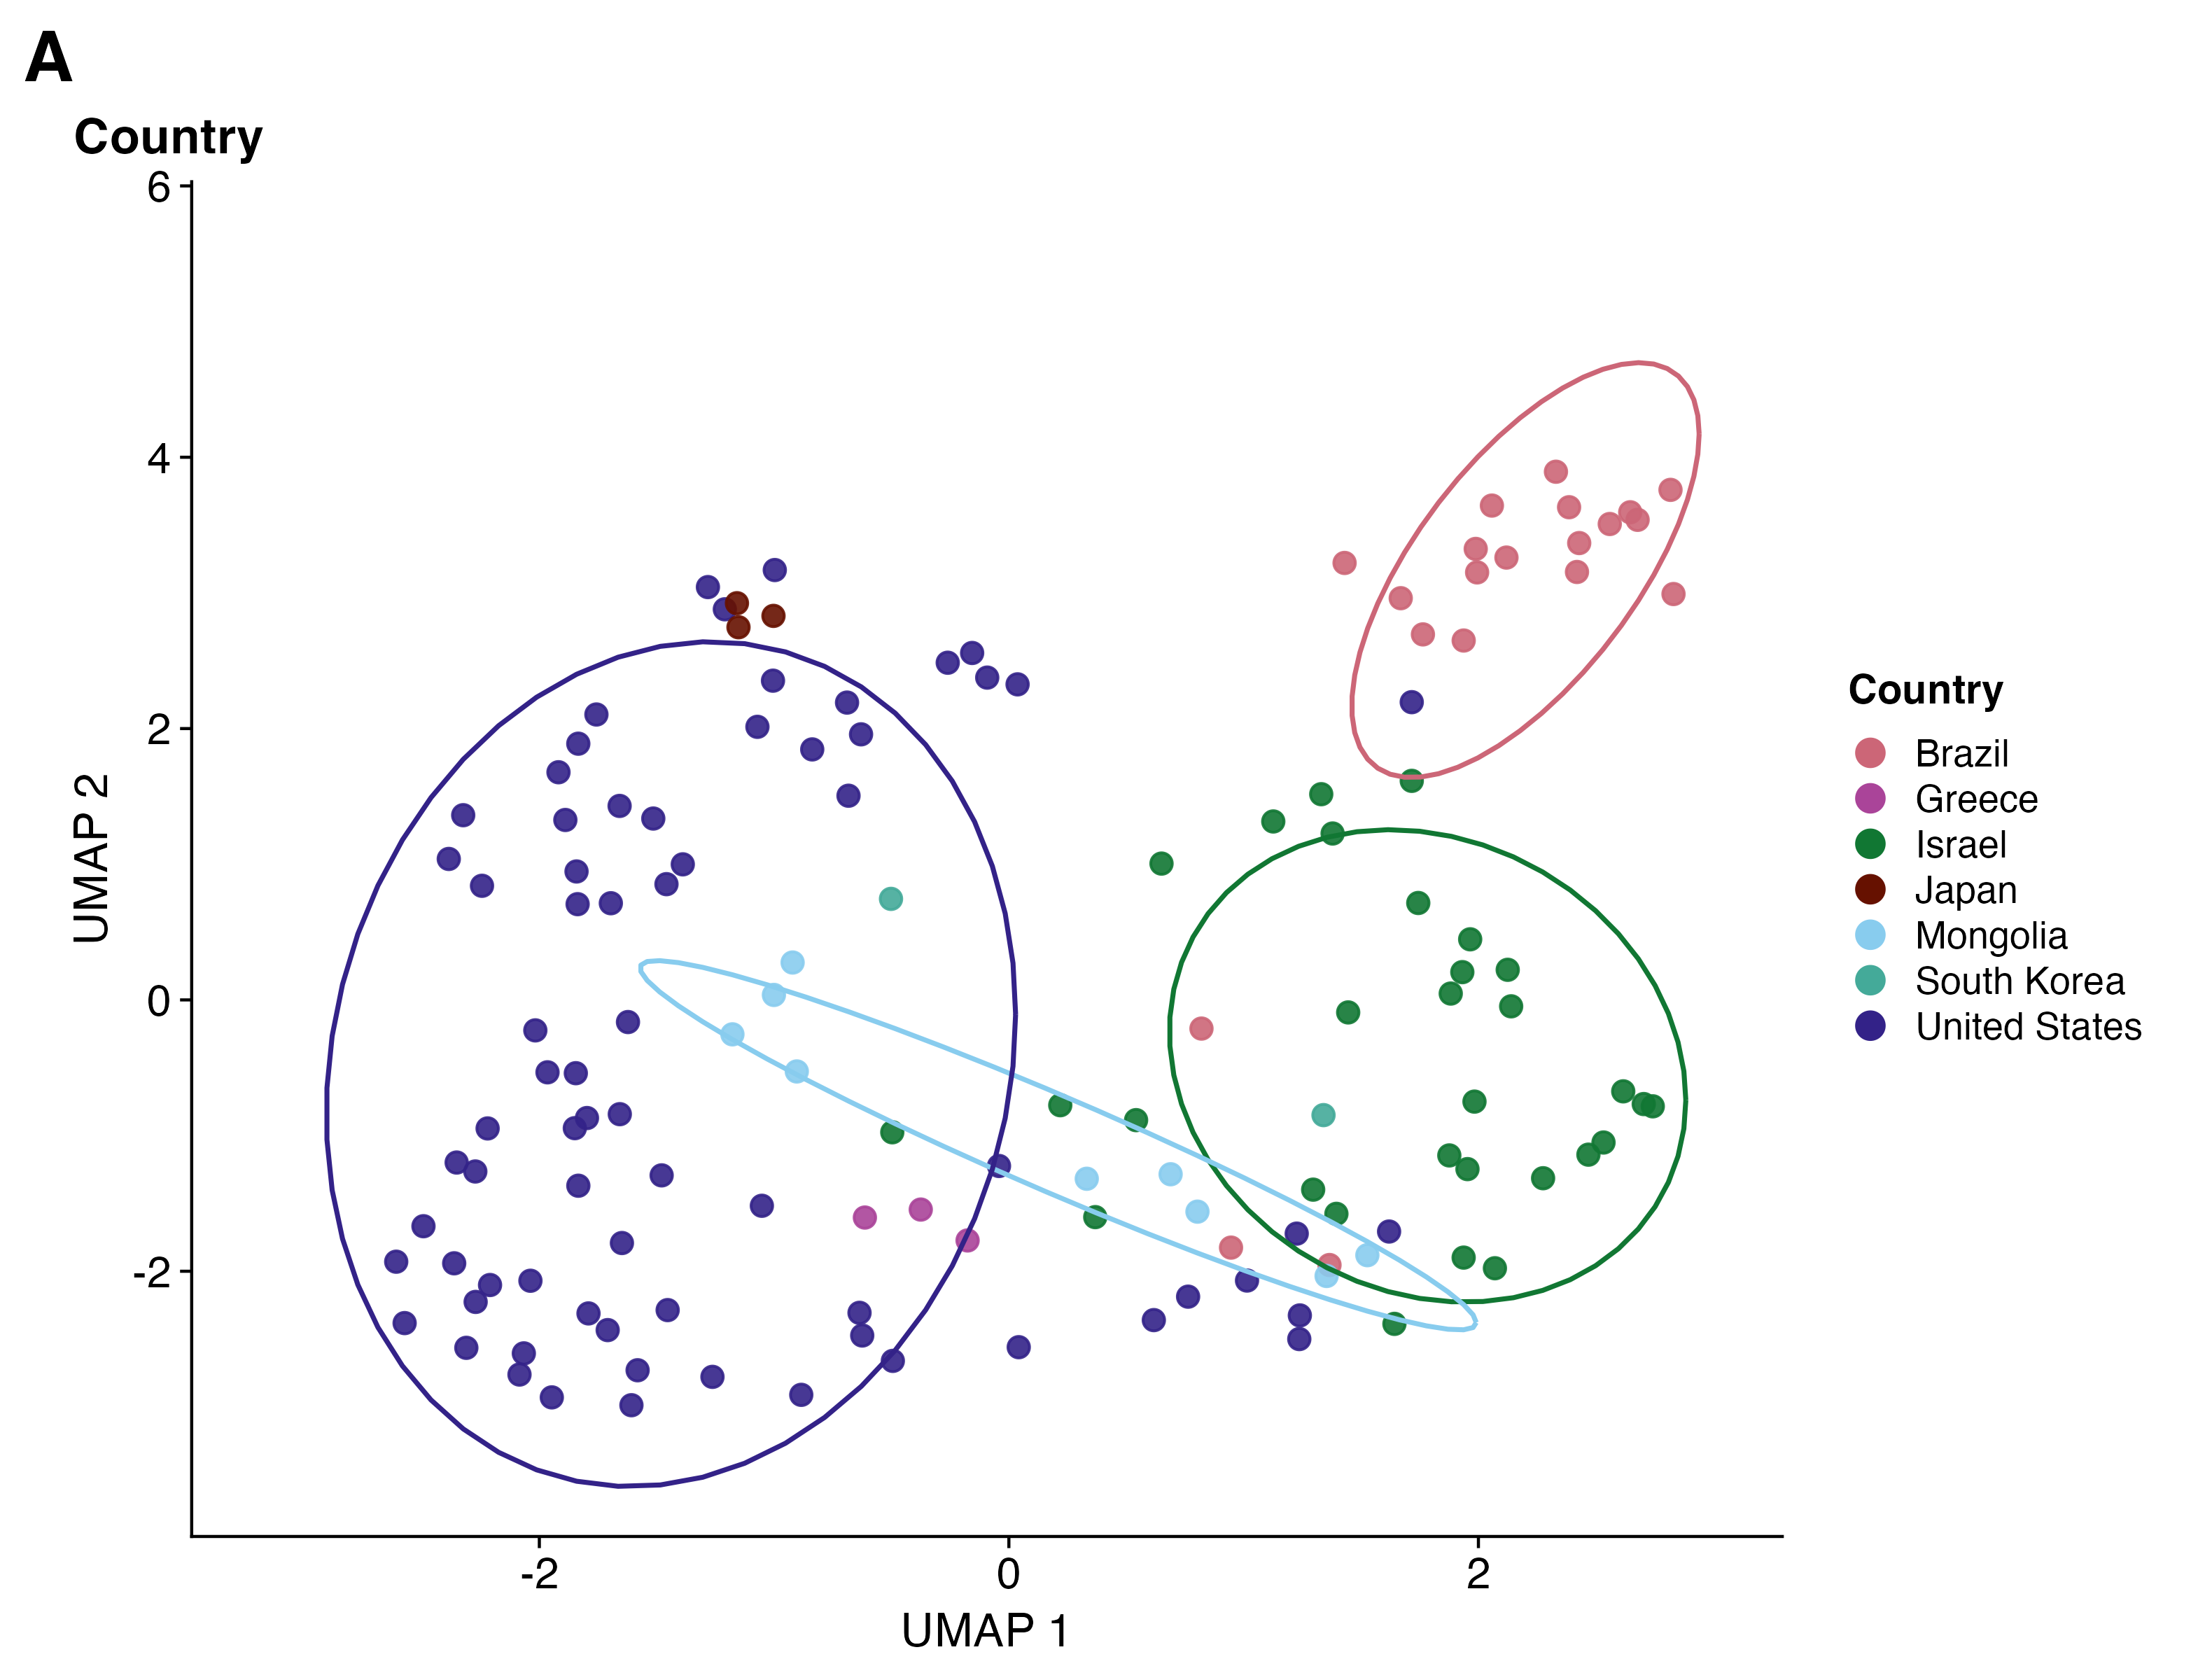 A
Country
6
4
2
0
-2
UMAP 2
-2 0 2
UMAP 1
Country
Brazil
Greece
Israel
Japan
Mongolia
South Korea
United States